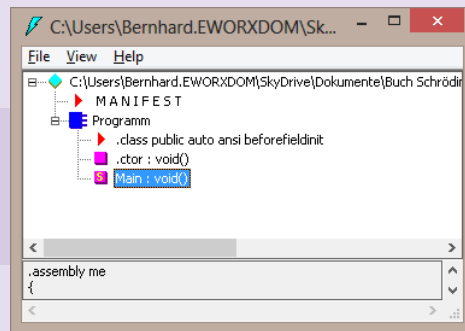 C:\Users\Bernhard.EWORXDOM\Sk...
File View Help
C:\Users\Bernhard.EWORXDOM\SkyDrive\Dokumente\Buch Schrödin
MANIFEST
Programm
.class public auto ansi beforefieldinit
.ctor : void()
S
Main : void()
.assembly me
{